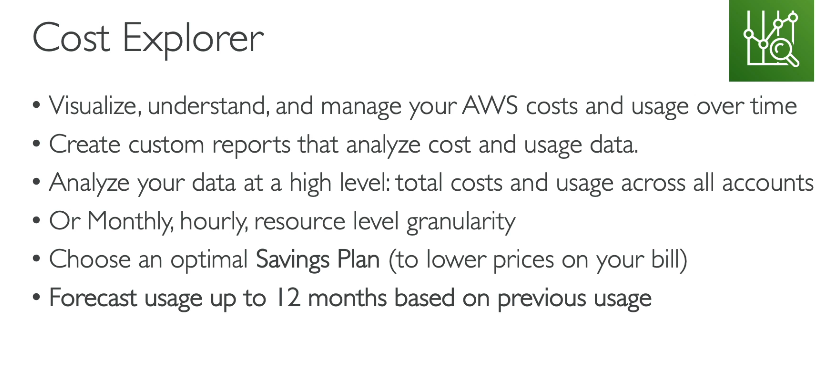 Cost Explorer
• Visualize, understand, and manage your AWS costs and usage over time
• Create custom reports that analyze cost and usage data.
• Analyze your data at a high level: total costs and usage across all accounts
• Or Monthly, hourly, resource level granularity
• Choose an optimal Savings Plan (to lower prices on your bill)
• Forecast usage up to 12 months based on previous usage